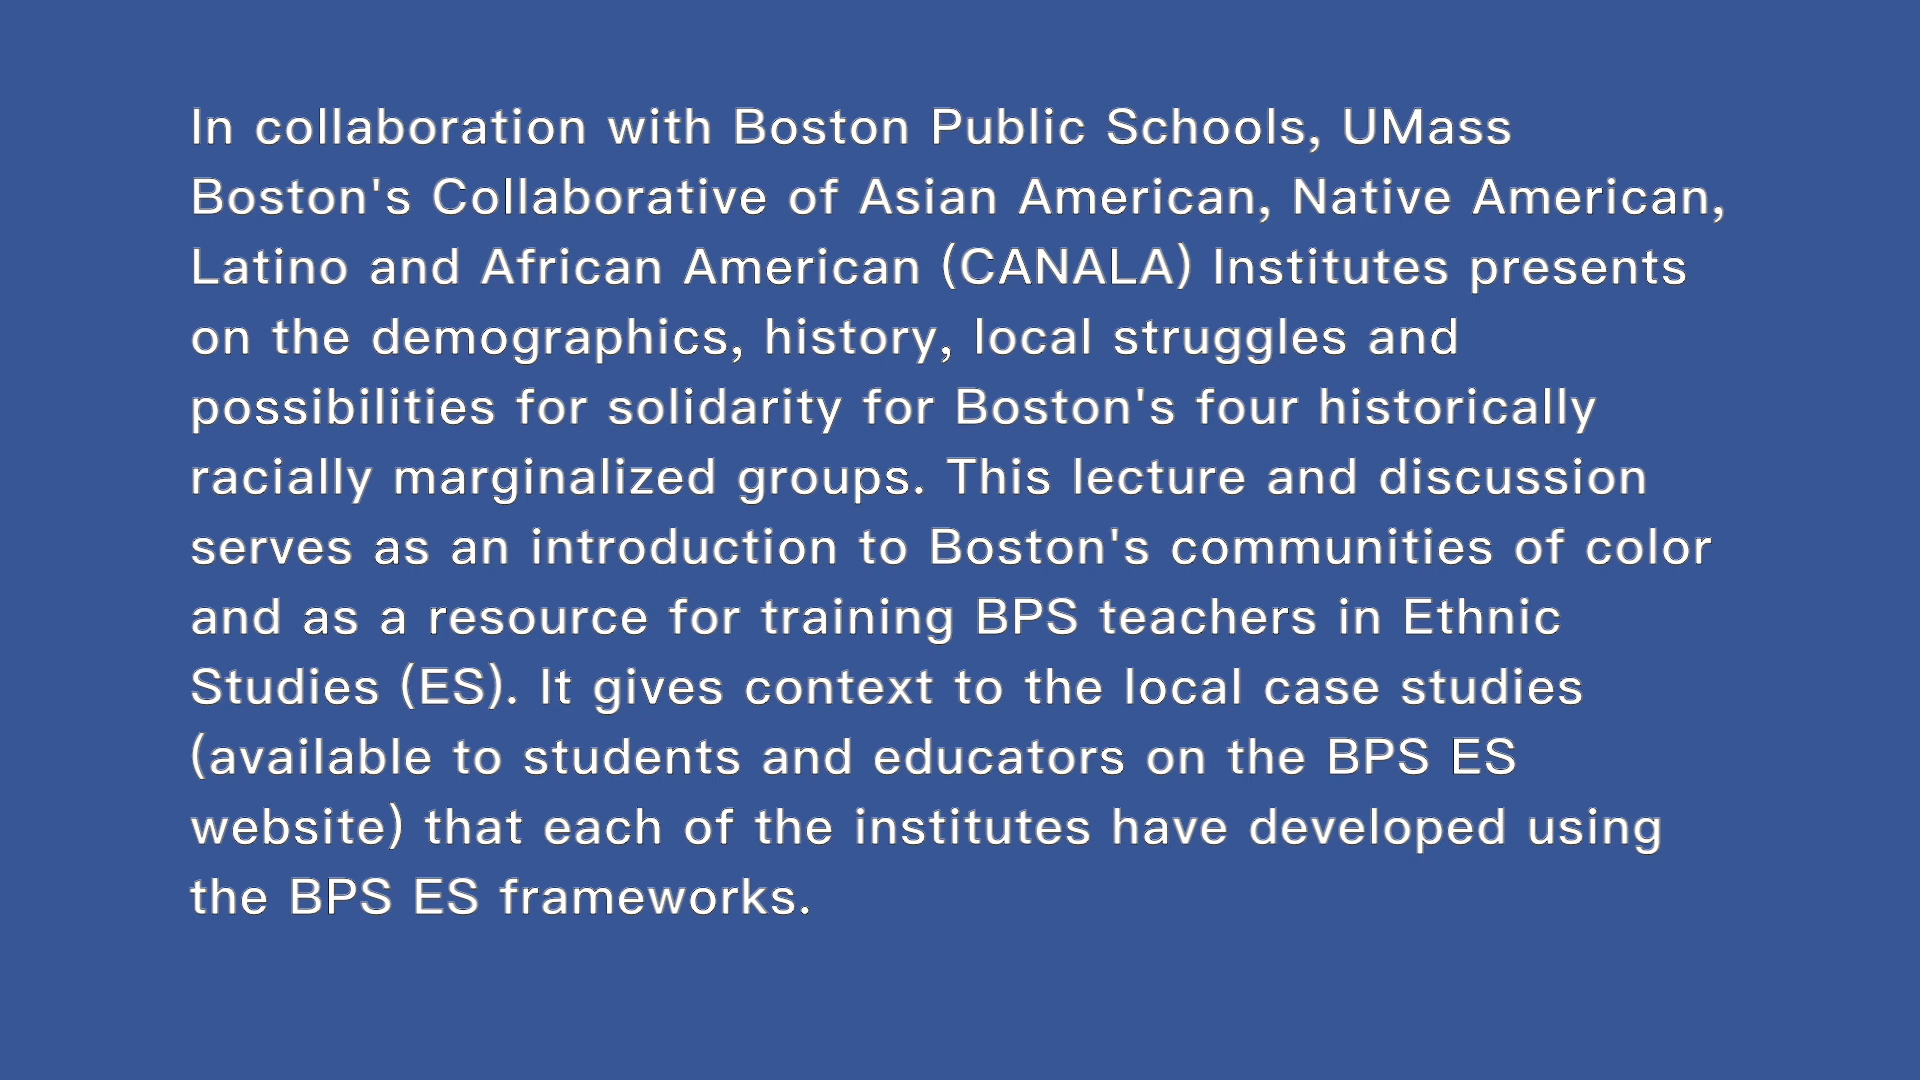 In collaboration with Boston Public Schools, UMass
Boston's Collaborative of Asian American, Native American,
Latino and African American (CANALA) Institutes presents
on the demographics, history, local struggles and
possibilities for solidarity for Boston's four historically
racially marginalized groups. This lecture and discussion
serves as an introduction to Boston's communities of color
and as a resource for training BPS teachers in Ethnic
Studies (ES). It gives context to the local case studies
(available to students and educators on the BPS ES
website) that each of the institutes have developed using
the BPS ES frameworks.